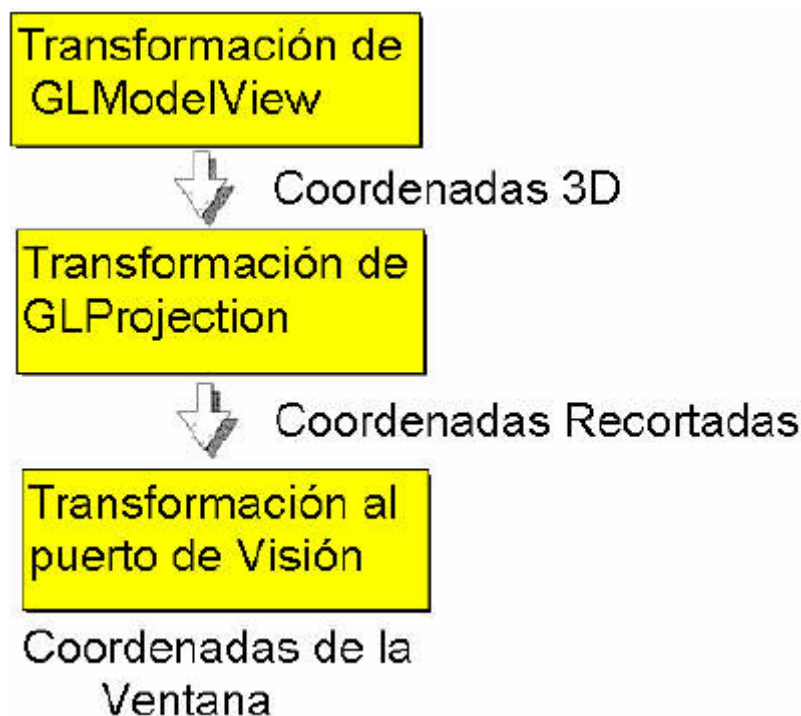 Transformación de
GLModelView
Coordenadas 3D
Transformación de
GLProjection
Coordenadas Recortadas
Transformación al
puerto de Visión
Coordenadas de la
Ventana